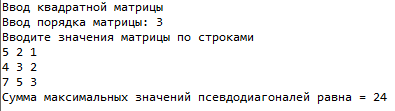 Ввод квадратной матрицы
Ввод порядка матрицы: 3
Вводите значения матрицы по строками
5 2 1
4 3 2
7 5 3
Сумма максимальных значений псевдодиагоналей равна = 24